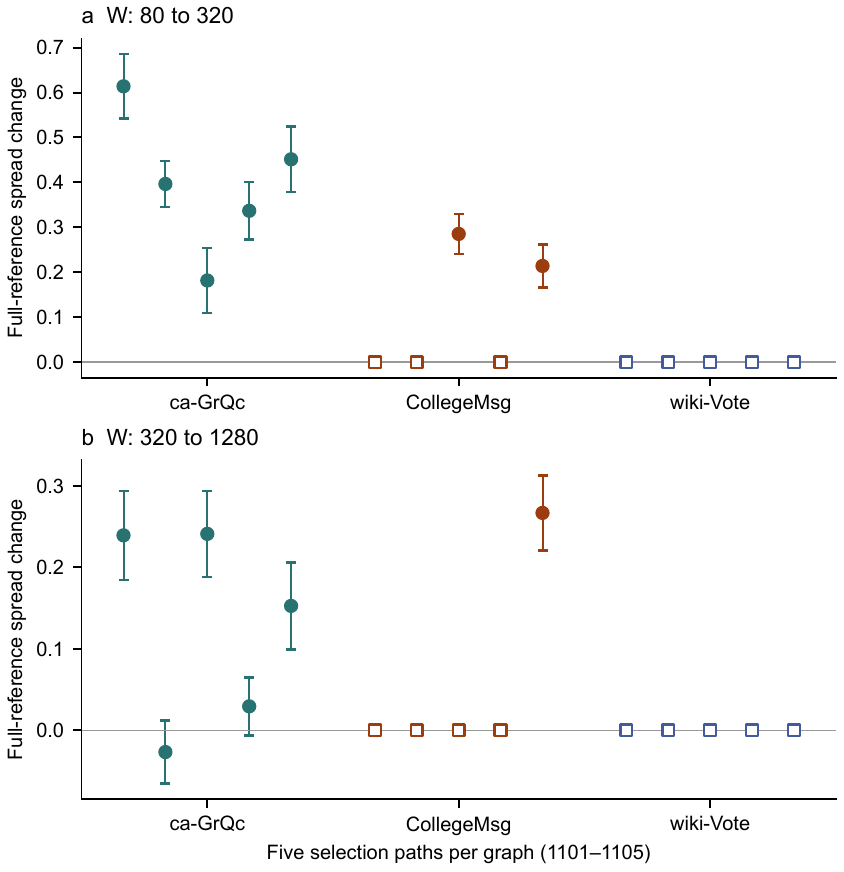 a W: 80 to 320
Full-reference spread change
0.7
0.6
0.5
0.4
0.3
0.2
0.1
0.0
ca-GrQc
CollegeMsg
wiki-Vote
b W: 320 to 1280
Full-reference spread change
0.3
0.2
0.1
0.0
ca-GrQc
CollegeMsg
wiki-Vote
Five selection paths per graph (1101–1105)